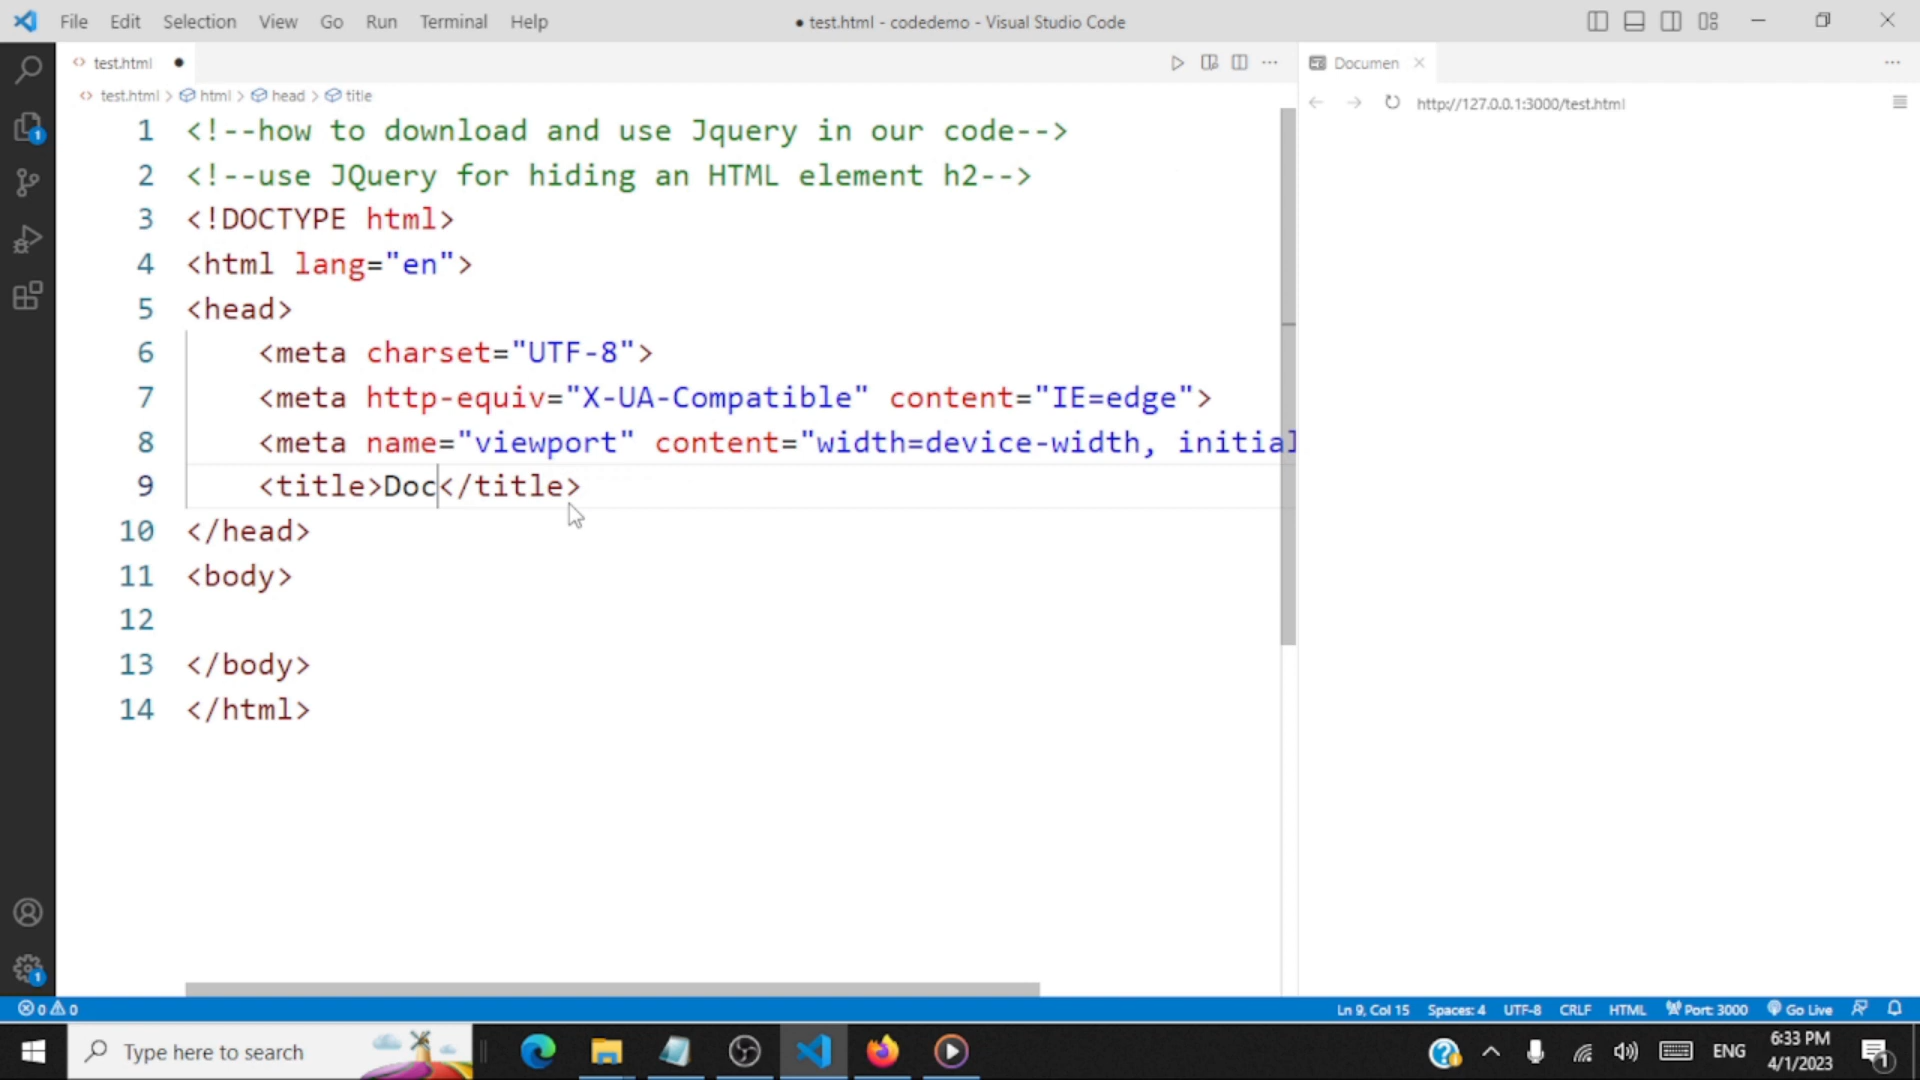 File Edit Selection View Go Run Terminal Help
● test.html - codedemo - Visual Studio Code
test.html ●
Documen
test.html > html > head > title
http://127.0.0.1:3000/test.html
1 <!--how to download and use Jquery in our code-->
2 <!--use JQuery for hiding an HTML element h2-->
3 <!DOCTYPE html>
4 <html lang="en">
5 <head>
6 <meta charset="UTF-8">
7 <meta http-equiv="X-UA-Compatible" content="IE=edge">
8 <meta name="viewport" content="width=device-width, initial
9 <title>Doc</title>
10 </head>
11 <body>
12
13 </body>
14 </html>
1
1
0 0
Ln 9, Col 15 Spaces: 4 UTF-8 CRLF HTML Port: 3000 Go Live
Type here to search
ENG
6:33 PM
4/1/2023
1